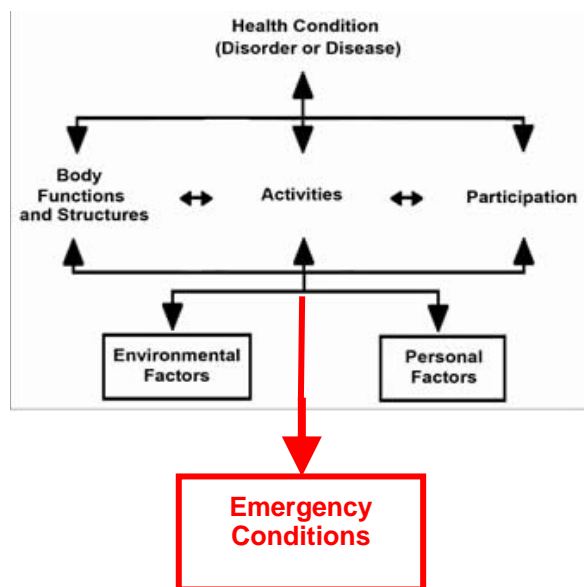 Health Condition
(Disorder or Disease)
Body
Functions
and Structures
Activities
Participation
Environmental
Factors
Personal
Factors
Emergency
Conditions